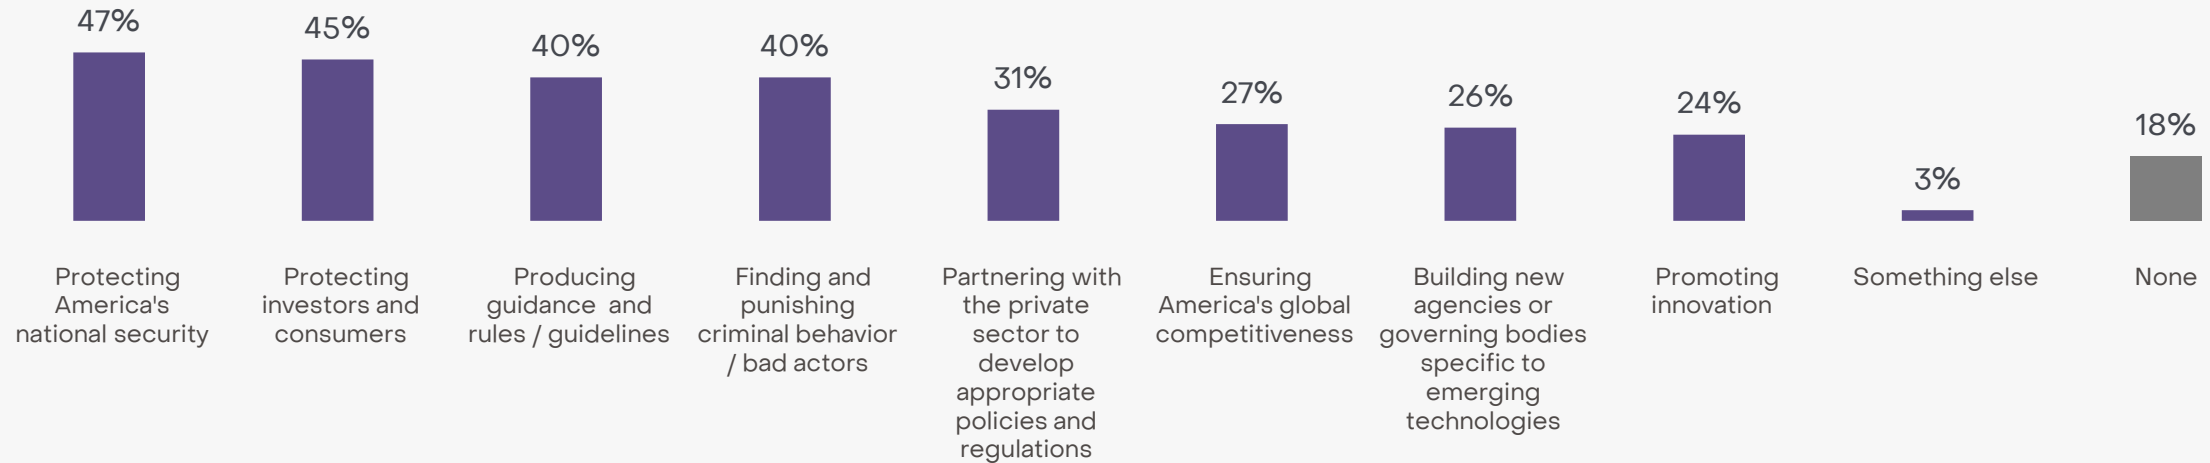 47%
45%
40%
40%
31%
27%
26%
24%
3%
18%
Protecting
America's
national security
Protecting
investors and
consumers
Producing
guidance and
rules / guidelines
Finding and
punishing
criminal behavior
/ bad actors
Partnering with
the private
sector to
develop
appropriate
policies and
regulations
Ensuring
America's global
competitiveness
Building new
agencies or
governing bodies
specific to
emerging
technologies
Promoting
innovation
Something else
None